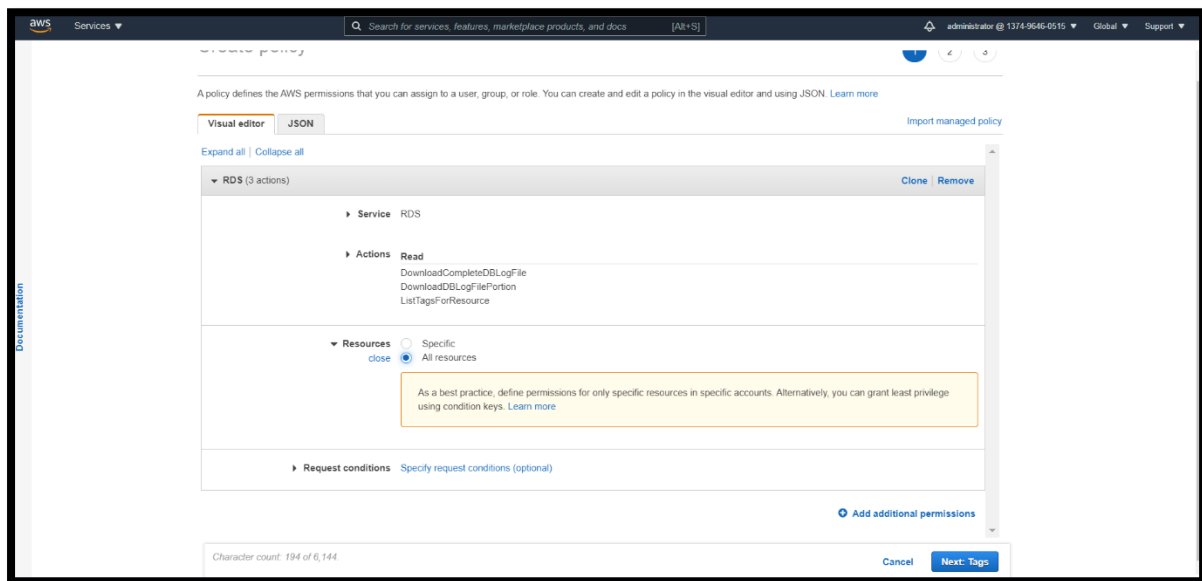 aws Services ▼ Search for services, features, marketplace products, and docs [Alt+S] administrator @ 1374-9646-0515 ▼ Global ▼ Support ▼
Create policy 1 2 3
A policy defines the AWS permissions that you can assign to a user, group, or role. You can create and edit a policy in the visual editor and using JSON. Learn more
Visual editor JSON Import managed policy
Expand all | Collapse all
RDS (3 actions) Clone | Remove
Service RDS
Actions Read
DownloadCompleteDBLogFile
DownloadDBLogFilePortion
ListTagsForResource
Documentation
Resources Specific
close All resources
As a best practice, define permissions for only specific resources in specific accounts. Alternatively, you can grant least privilege
using condition keys. Learn more
Request conditions Specify request conditions (optional)
Add additional permissions
Character count: 194 of 6,144.
Cancel Next: Tags